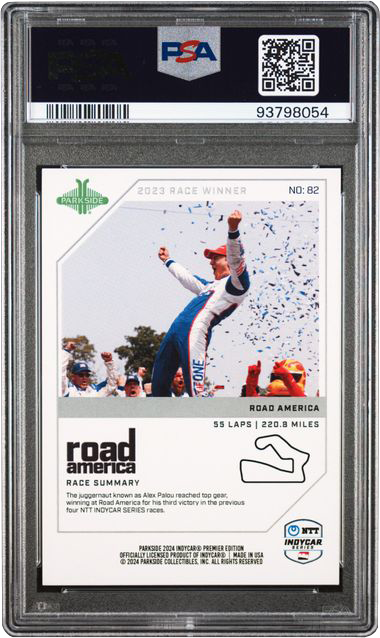 PSA
93798054
PARKSIDE
2023 RACE WINNER
NO: 82
ONE
ROAD AMERICA
55 LAPS | 220.8 MILES
road
america
RACE SUMMARY
The juggernaut known as Alex Palou reached top gear,
winning at Road America for his third victory in the previous
four NTT INDYCAR SERIES races.
NTT
INDYCAR
SERIES
PARKSIDE 2024 INDYCAR® PREMIER EDITION
OFFICIALLY LICENSED PRODUCT OF INDYCAR® | MADE IN USA
© 2024 PARKSIDE COLLECTIBLES, INC. ALL RIGHTS RESERVED